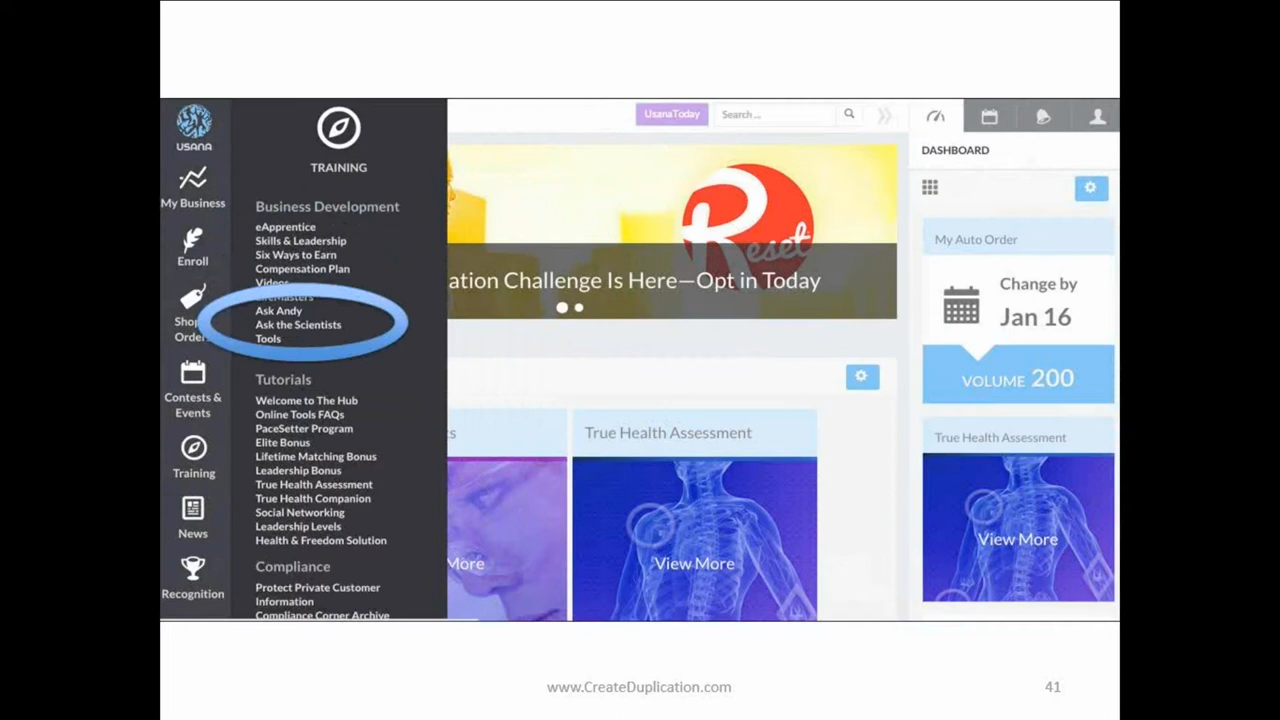 USANA
My Business
Enroll
Shop
Order
Contests &
Events
Training
News
Recognition
TRAINING
Business Development
eApprentice
Skills & Leadership
Six Ways to Earn
Compensation Plan
Videos
Ask Andy
Ask the Scientists
Tools
Tutorials
Welcome to The Hub
Online Tools FAQs
PaceSetter Program
Elite Bonus
Lifetime Matching Bonus
Leadership Bonus
True Health Assessment
True Health Companion
Social Networking
Leadership Levels
Health & Freedom Solution
Compliance
Protect Private Customer
Information
Compliance Corner Archive
UsanaToday
Search ...
Reset
ation Challenge Is Here—Opt in Today
True Health Assessment
More
View More
DASHBOARD
My Auto Order
Change by
Jan 16
VOLUME 200
True Health Assessment
View More
www.CreateDuplication.com
41